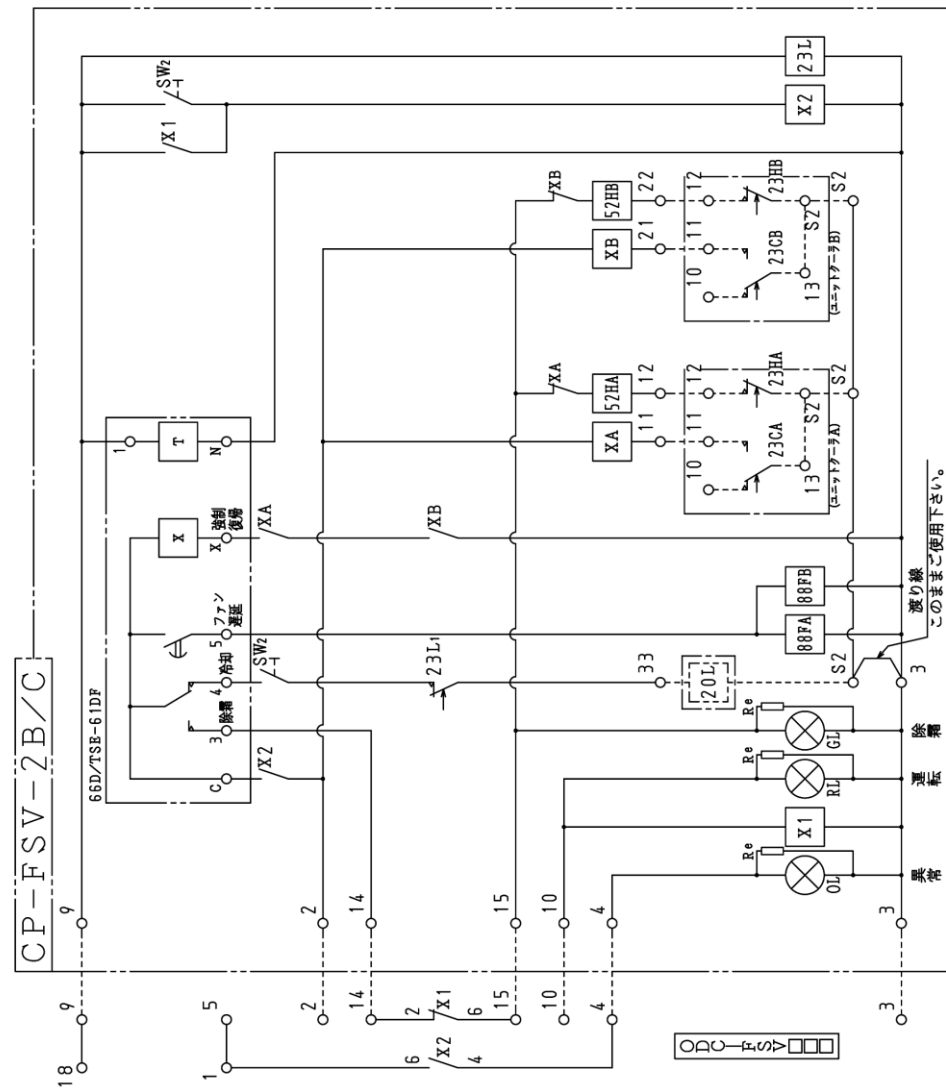 CP-FSV-2B/C
18
9
9
SW2
X1
23L
X2
66D/TSE-61DF
1
T
N
X
X
強制
復帰
5
ファン
遅延
4
冷却
3
除霜
C
XA
SW2
X2
XB
23L1
1
5
2
2
14
14
2
X1
6
15
15
6
X2
4
10
10
4
4
3
3
XA
52HA
12
XA
11
XB
52HB
22
XB
21
10
11
12
23CA
23HA
13
S2
(ユニットクーラA)
10
11
12
23CB
23HB
13
S2
S2
(ユニットクーラB)
33
20L
S2
3
88FA
88FB
Re
OL
X1
Re
RL
Re
GL
異常
運転
除霜
渡り線
このままご使用下さい。
ODC-FSV□□□